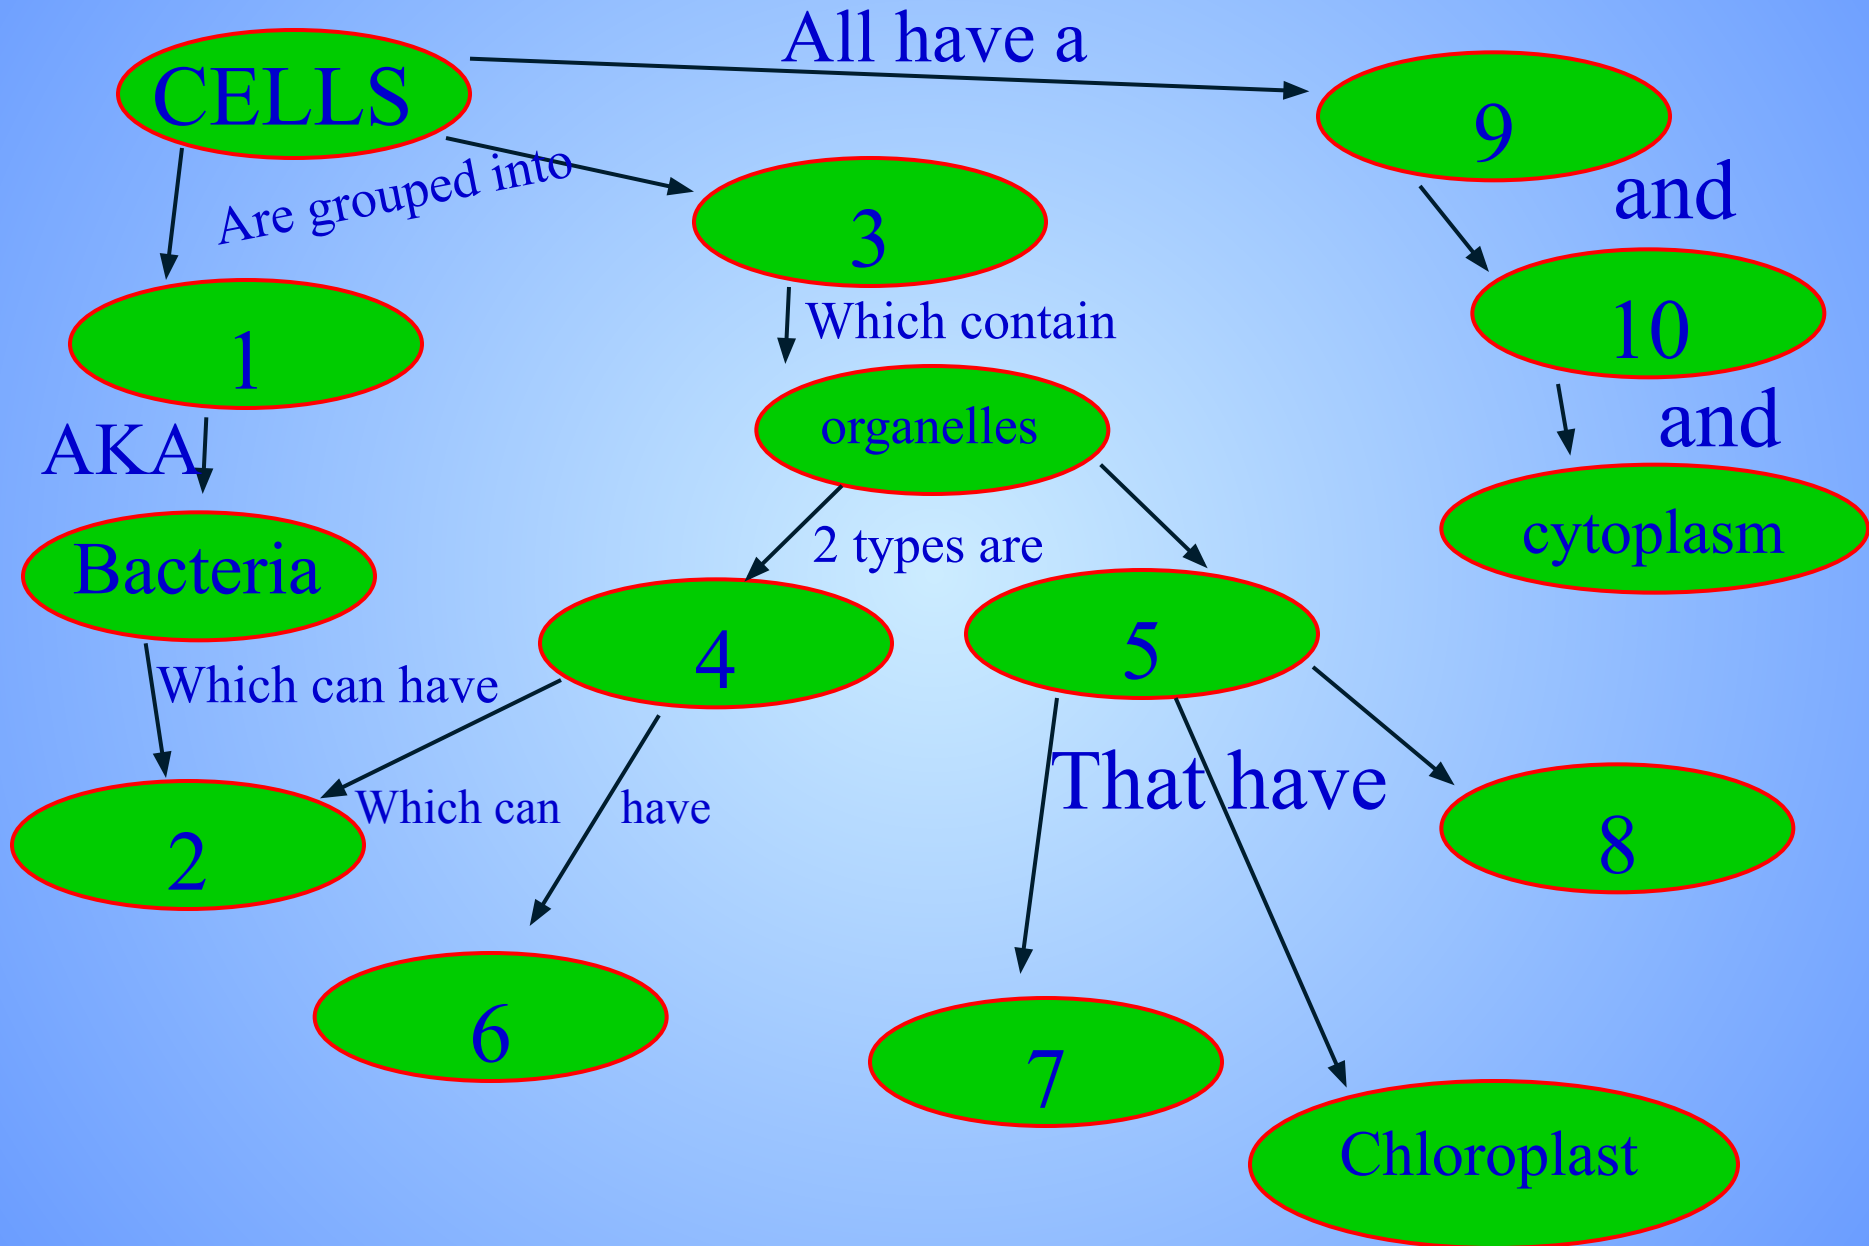 All have a
CELLS
9
Are grouped into
and
3
10
Which contain
1
and
organelles
AKA
cytoplasm
2 types are
Bacteria
4
5
Which can have
That have
Which can have
8
2
6
7
Chloroplast